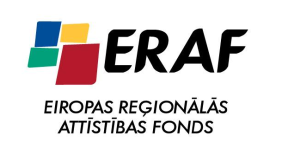 ERAF
EIROPAS REĢIONĀLĀS
ATTĪSTĪBAS FONDS